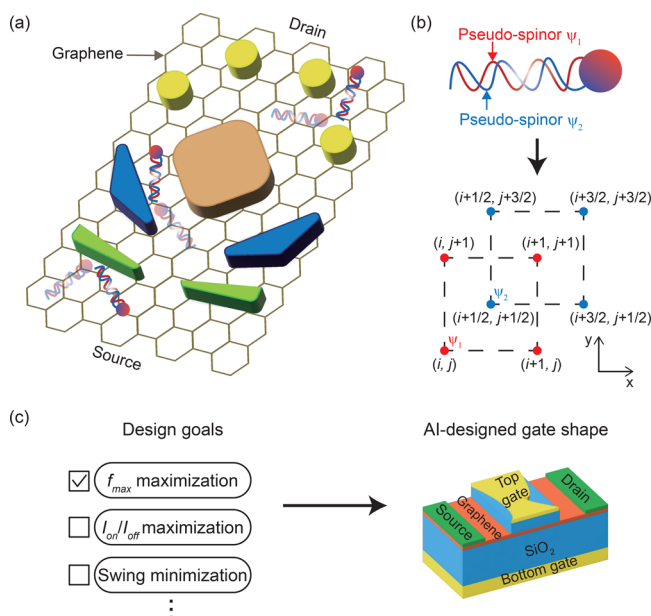 (a)
Graphene
Drain
Source
(b)
Pseudo-spinor ψ₁
Pseudo-spinor ψ₂
(i+1/2, j+3/2)
(i+3/2, j+3/2)
(i, j+1)
(i+1, j+1)
ψ₂
(i+1/2, j+1/2)
(i+3/2, j+1/2)
ψ₁
(i, j)
(i+1, j)
y
x
(c)
Design goals
AI-designed gate shape
fmax maximization
Ion/Ioff maximization
Swing minimization
⋮
Top gate
Drain
Source
Graphene
SiO₂
Bottom gate